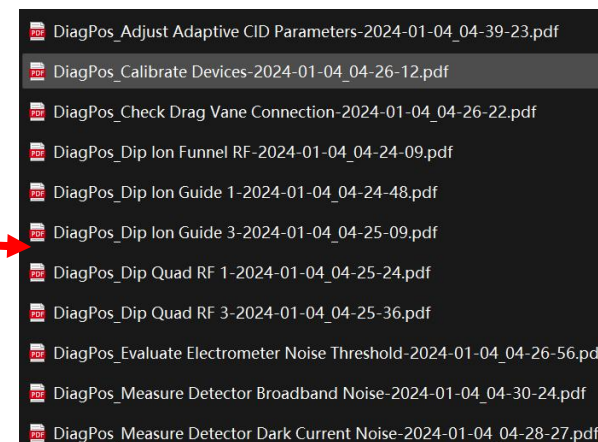 DiagPos_Adjust Adaptive CID Parameters-2024-01-04_04-39-23.pdf
DiagPos_Calibrate Devices-2024-01-04_04-26-12.pdf
DiagPos_Check Drag Vane Connection-2024-01-04_04-26-22.pdf
DiagPos_Dip Ion Funnel RF-2024-01-04_04-24-09.pdf
DiagPos_Dip Ion Guide 1-2024-01-04_04-24-48.pdf
DiagPos_Dip Ion Guide 3-2024-01-04_04-25-09.pdf
DiagPos_Dip Quad RF 1-2024-01-04_04-25-24.pdf
DiagPos_Dip Quad RF 3-2024-01-04_04-25-36.pdf
DiagPos_Evaluate Electrometer Noise Threshold-2024-01-04_04-26-56.pd
DiagPos_Measure Detector Broadband Noise-2024-01-04_04-30-24.pdf
DiagPos_Measure Detector Dark Current Noise-2024-01-04_04-28-27.pdf